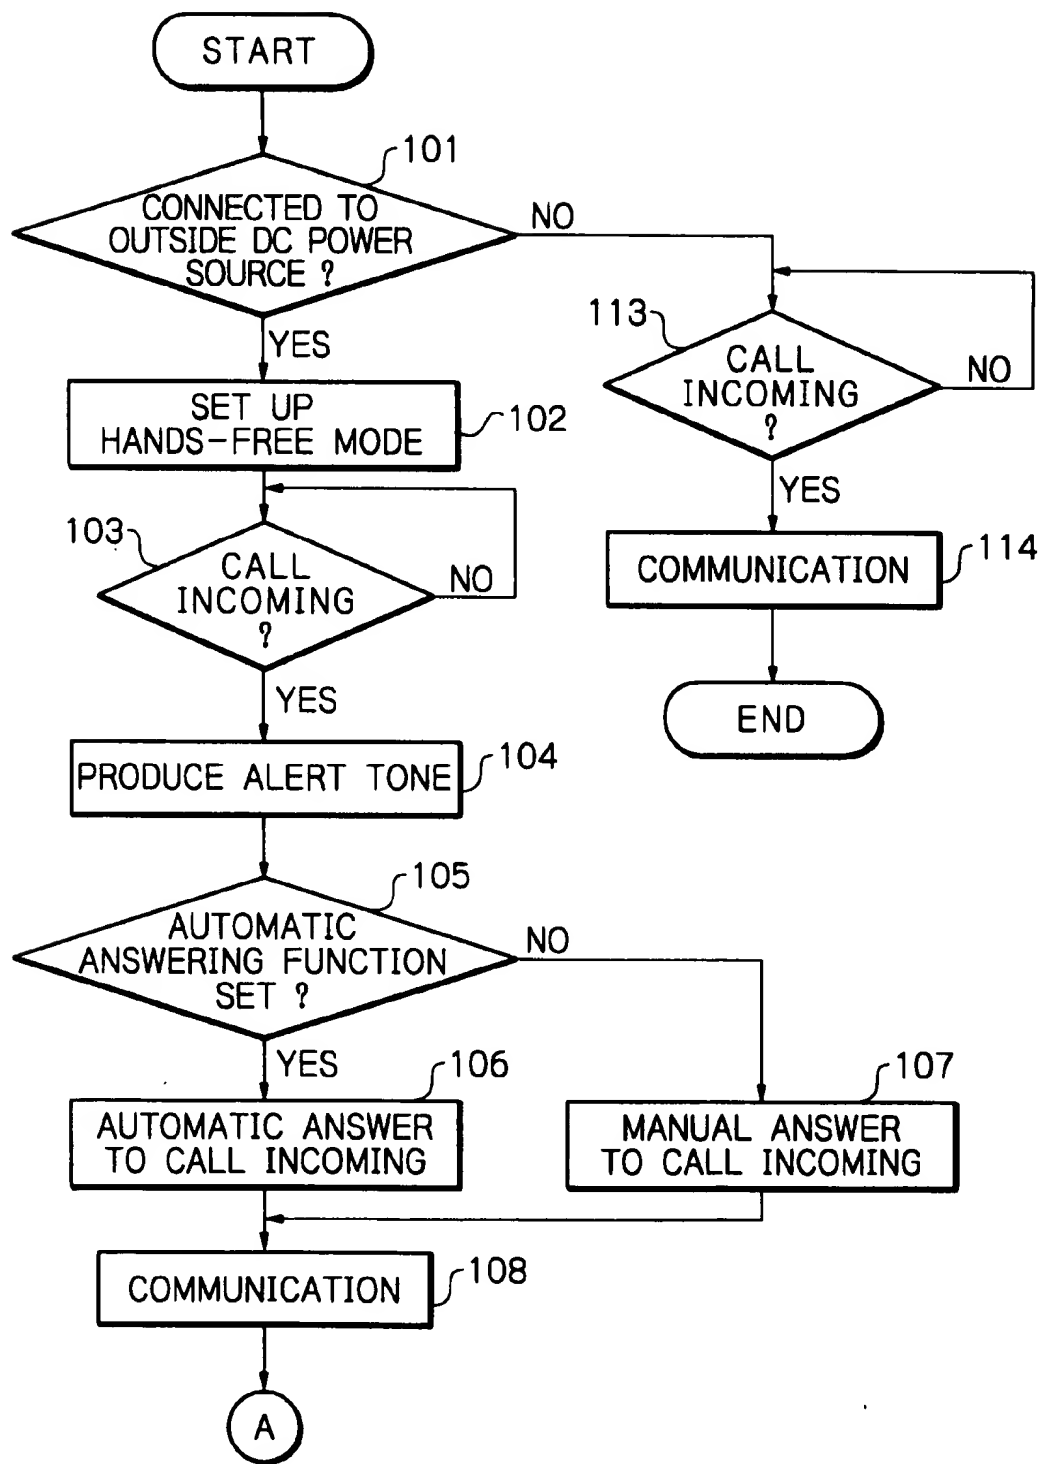 START
101
CONNECTED TO
OUTSIDE DC POWER
SOURCE ?
NO
YES
SET UP
HANDS-FREE MODE
102
103
CALL
INCOMING
?
NO
YES
PRODUCE ALERT TONE
104
105
AUTOMATIC
ANSWERING FUNCTION
SET ?
NO
YES
106
AUTOMATIC ANSWER
TO CALL INCOMING
107
MANUAL ANSWER
TO CALL INCOMING
COMMUNICATION
108
A
113
CALL
INCOMING
?
NO
YES
COMMUNICATION
114
END